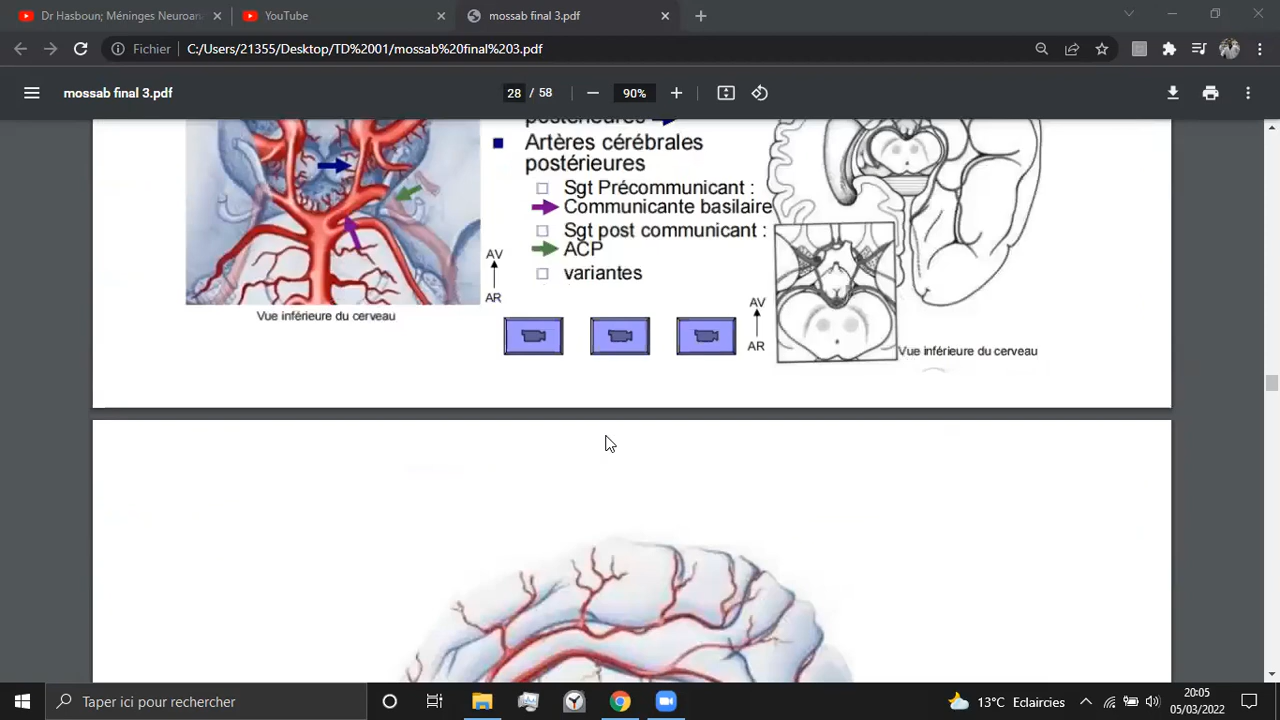 Dr Hasboun; Méninges Neuroana
YouTube
mossab final 3.pdf
Fichier
C:/Users/21355/Desktop/TD%2001/mossab%20final%203.pdf
mossab final 3.pdf
28 / 58
90%
postérieures
Artères cérébrales
postérieures
Sgt Précommunicant :
Communicante basilaire
Sgt post communicant :
ACP
variantes
AV
AR
Vue inférieure du cerveau
AV
AR
Vue inférieure du cerveau
Taper ici pour rechercher
13°C Eclaircies
20:05
05/03/2022